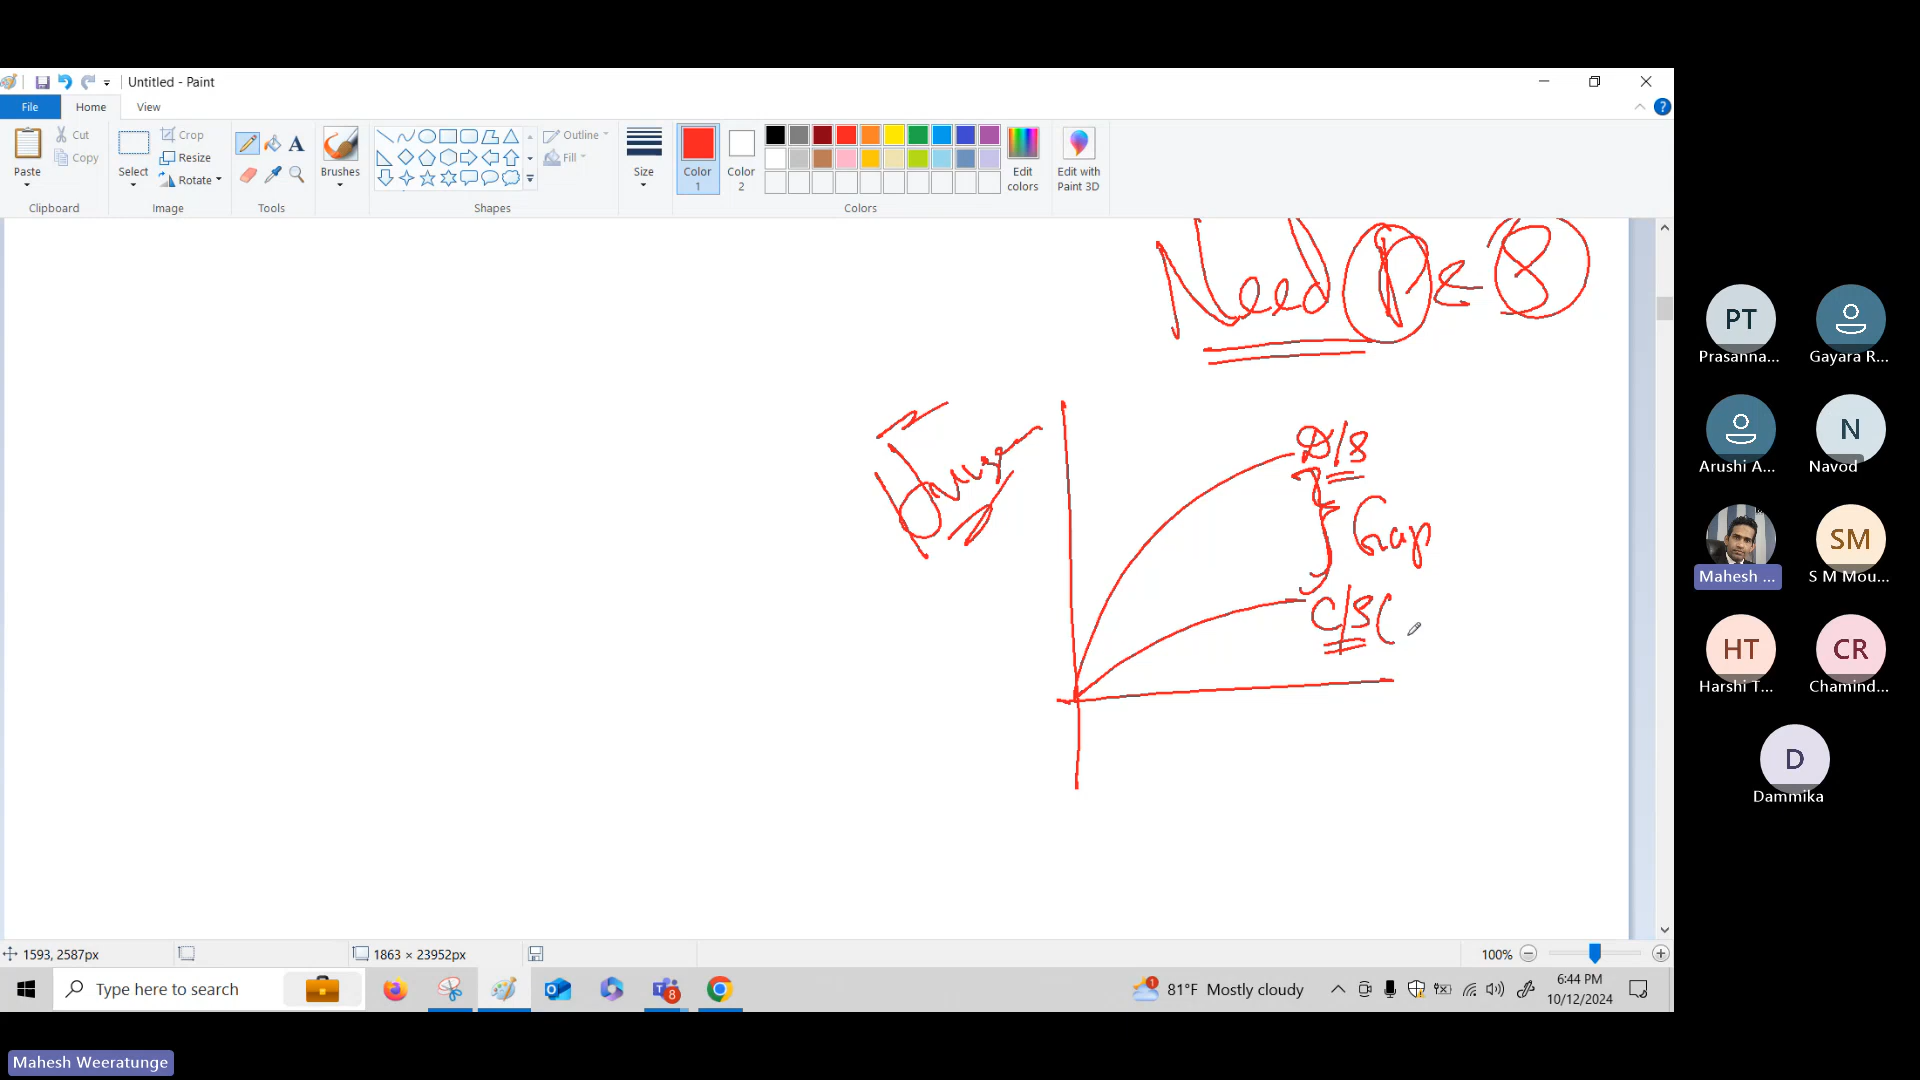 Untitled - Paint
File Home View
Paste Cut Copy Clipboard
Select Crop Resize Rotate Image
Tools
Brushes
Outline Fill Shapes
Size
Color 1 Color 2 Edit colors Colors
Edit with Paint 3D
Need P & 8
D/S
Gap
C/S (
PT Prasanna...
Gayara R...
Arushi A...
N Navod
Mahesh ...
SM S M Mou...
HT Harshi T...
CR Chamind...
D Dammika
1593, 2587px 1863 × 23952px 100%
Type here to search 8 1 81°F Mostly cloudy 6:44 PM 10/12/2024
Mahesh Weeratunge